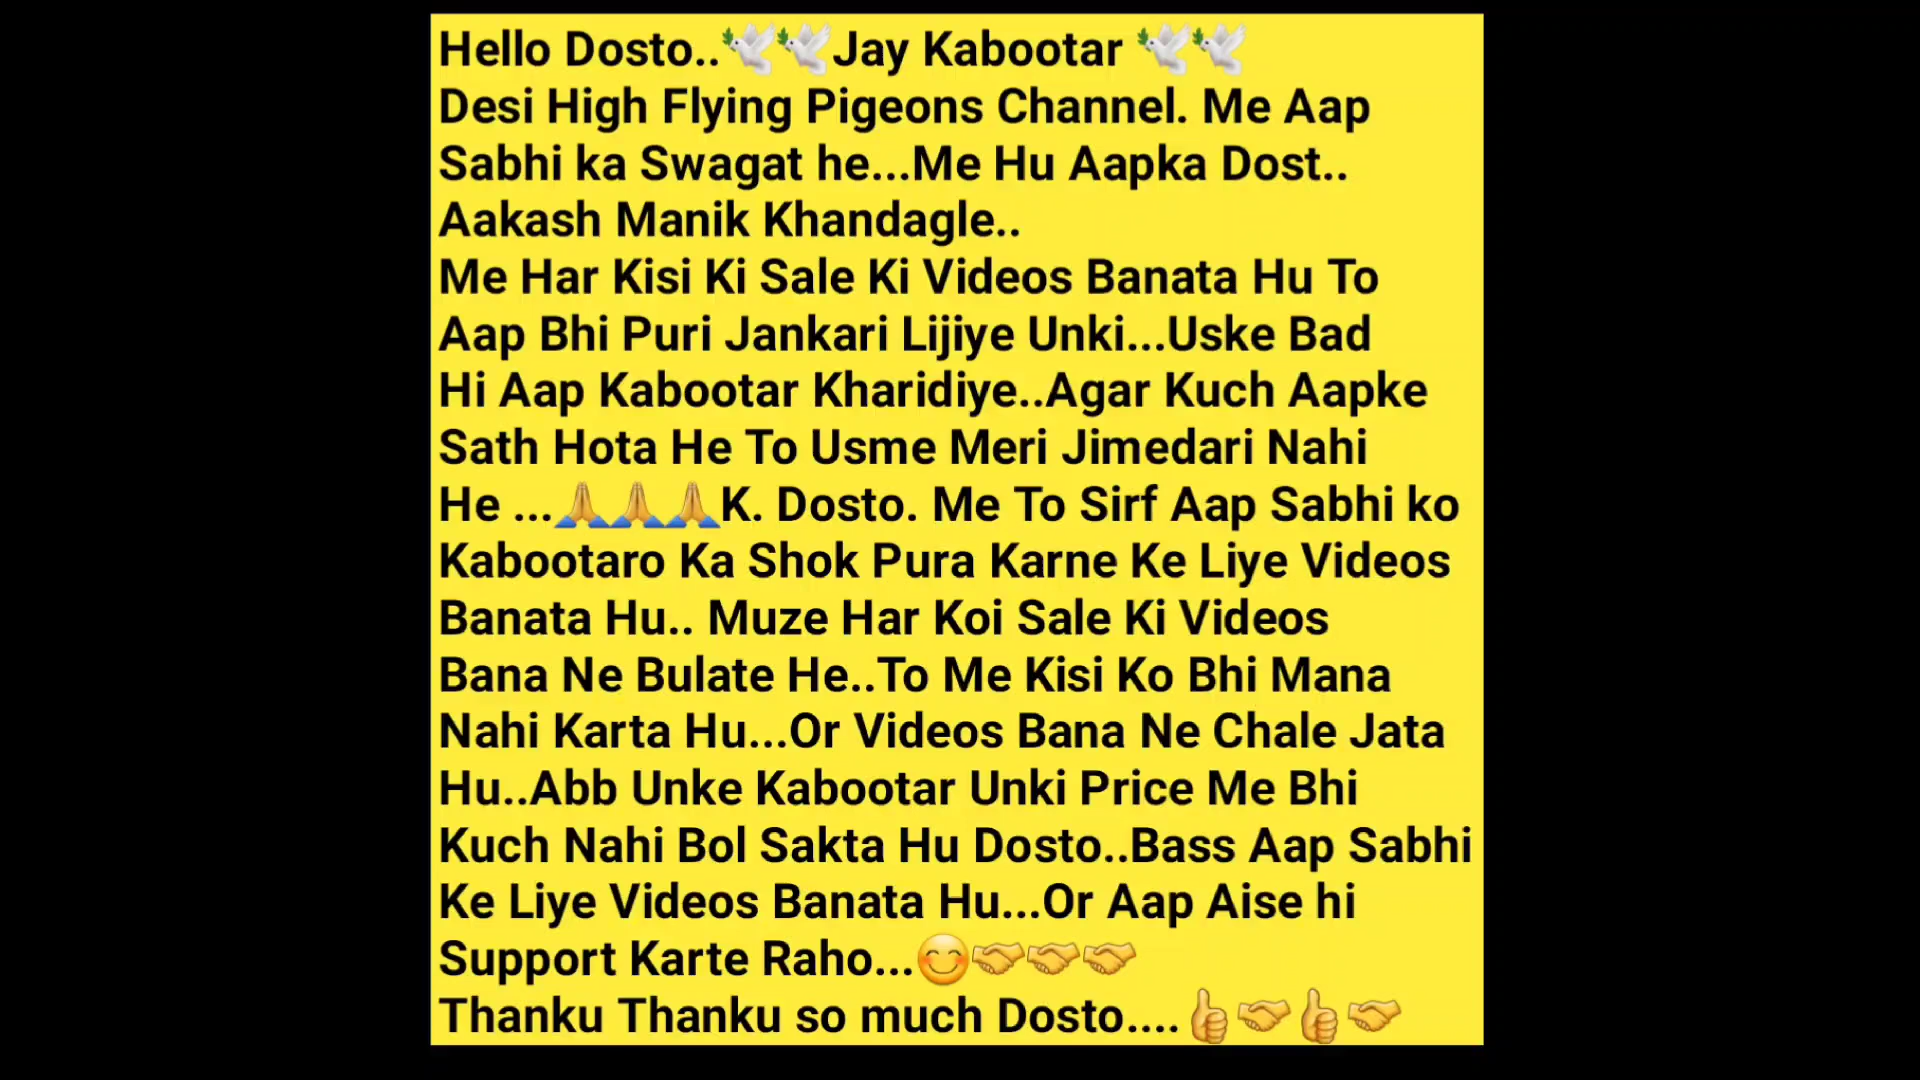 Hello Dosto..🕊️🕊️Jay Kabootar 🕊️🕊️
Desi High Flying Pigeons Channel. Me Aap
Sabhi ka Swagat he...Me Hu Aapka Dost..
Aakash Manik Khandagle..
Me Har Kisi Ki Sale Ki Videos Banata Hu To
Aap Bhi Puri Jankari Lijiye Unki...Uske Bad
Hi Aap Kabootar Kharidiye..Agar Kuch Aapke
Sath Hota He To Usme Meri Jimedari Nahi
He ...🙏🙏🙏K. Dosto. Me To Sirf Aap Sabhi ko
Kabootaro Ka Shok Pura Karne Ke Liye Videos
Banata Hu.. Muze Har Koi Sale Ki Videos
Bana Ne Bulate He..To Me Kisi Ko Bhi Mana
Nahi Karta Hu...Or Videos Bana Ne Chale Jata
Hu..Abb Unke Kabootar Unki Price Me Bhi
Kuch Nahi Bol Sakta Hu Dosto..Bass Aap Sabhi
Ke Liye Videos Banata Hu...Or Aap Aise hi
Support Karte Raho...😊🤝🤝🤝
Thanku Thanku so much Dosto....👍🤝👍🤝